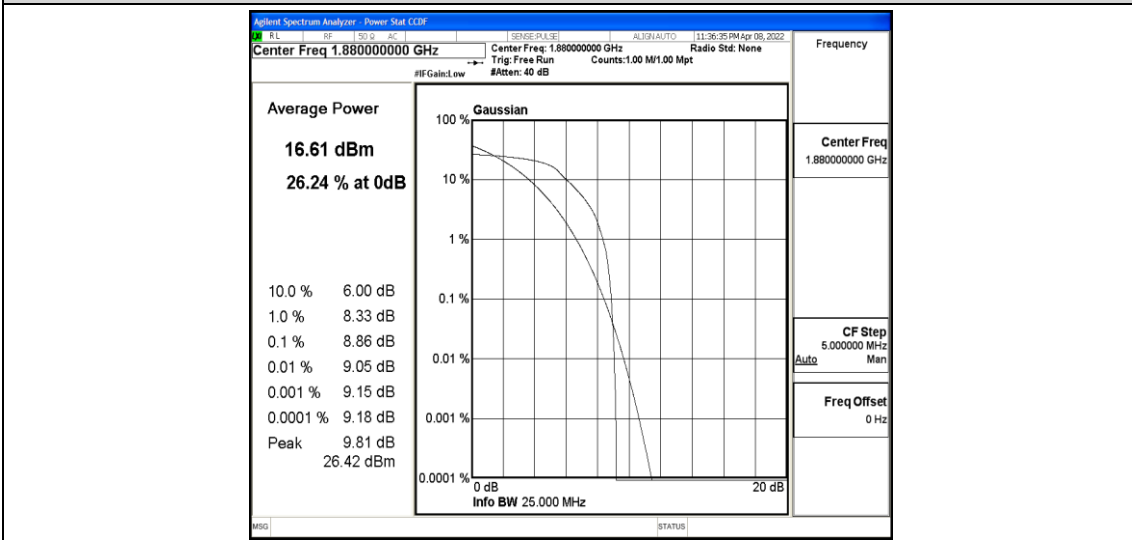 Agilent Spectrum Analyzer - Power Stat CCDF
RL RF 50 Ω AC SENSE:PULSE ALIGN AUTO 11:36:35 PM Apr 08, 2022
Center Freq 1.880000000 GHz
Center Freq: 1.880000000 GHz Radio Std: None
Trig: Free Run Counts:1.00 M/1.00 Mpt
#IFGain:Low #Atten: 40 dB
Frequency
Average Power
16.61 dBm
26.24 % at 0dB
10.0 % 6.00 dB
1.0 % 8.33 dB
0.1 % 8.86 dB
0.01 % 9.05 dB
0.001 % 9.15 dB
0.0001 % 9.18 dB
Peak 9.81 dB
26.42 dBm
Gaussian
100 %
10 %
1 %
0.1 %
0.01 %
0.001 %
0.0001 %
0 dB 20 dB
Info BW 25.000 MHz
Center Freq
1.880000000 GHz
CF Step
5.000000 MHz
Auto Man
Freq Offset
0 Hz
MSG STATUS